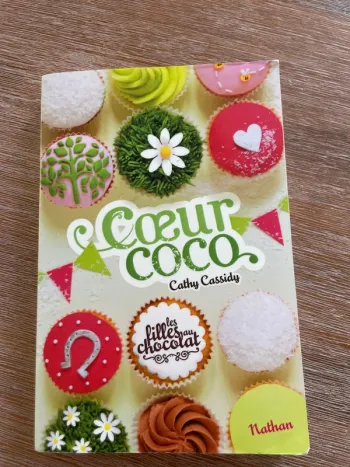 Cœur
coco
Cathy Cassidy
les
filles au
chocolat
Nathan